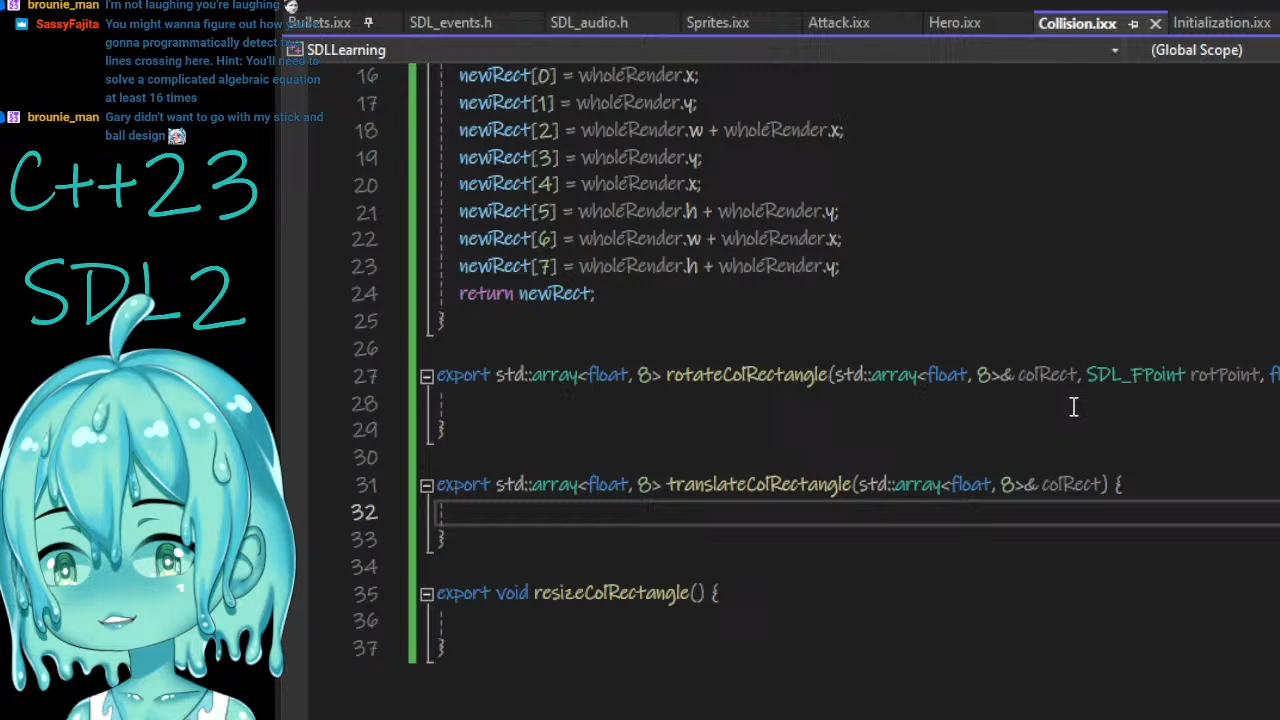 brounie_man I'm not laughing you're laughing
SassyFajita You might wanna figure out how
gonna programmatically detect two
lines crossing here. Hint: You'll need to
solve a complicated algebraic equation
at least 16 times
brounie_man Gary didn't want to go with my stick and
ball design
C++23
SDL2
Bullets.ixx SDL_events.h SDL_audio.h Sprites.ixx Attack.ixx Hero.ixx Collision.ixx Initialization.ixx
SDLLearning (Global Scope)
16 newRect[0] = wholeRender.x;
17 newRect[1] = wholeRender.y;
18 newRect[2] = wholeRender.w + wholeRender.x;
19 newRect[3] = wholeRender.y;
20 newRect[4] = wholeRender.x;
21 newRect[5] = wholeRender.h + wholeRender.y;
22 newRect[6] = wholeRender.w + wholeRender.x;
23 newRect[7] = wholeRender.h + wholeRender.y;
24 return newRect;
25 }
26
27 export std::array<float, 8> rotateColRectangle(std::array<float, 8>& colRect, SDL_FPoint rotPoint, fl
28
29 }
30
31 export std::array<float, 8> translateColRectangle(std::array<float, 8>& colRect) {
32
33 }
34
35 export void resizeColRectangle() {
36
37 }